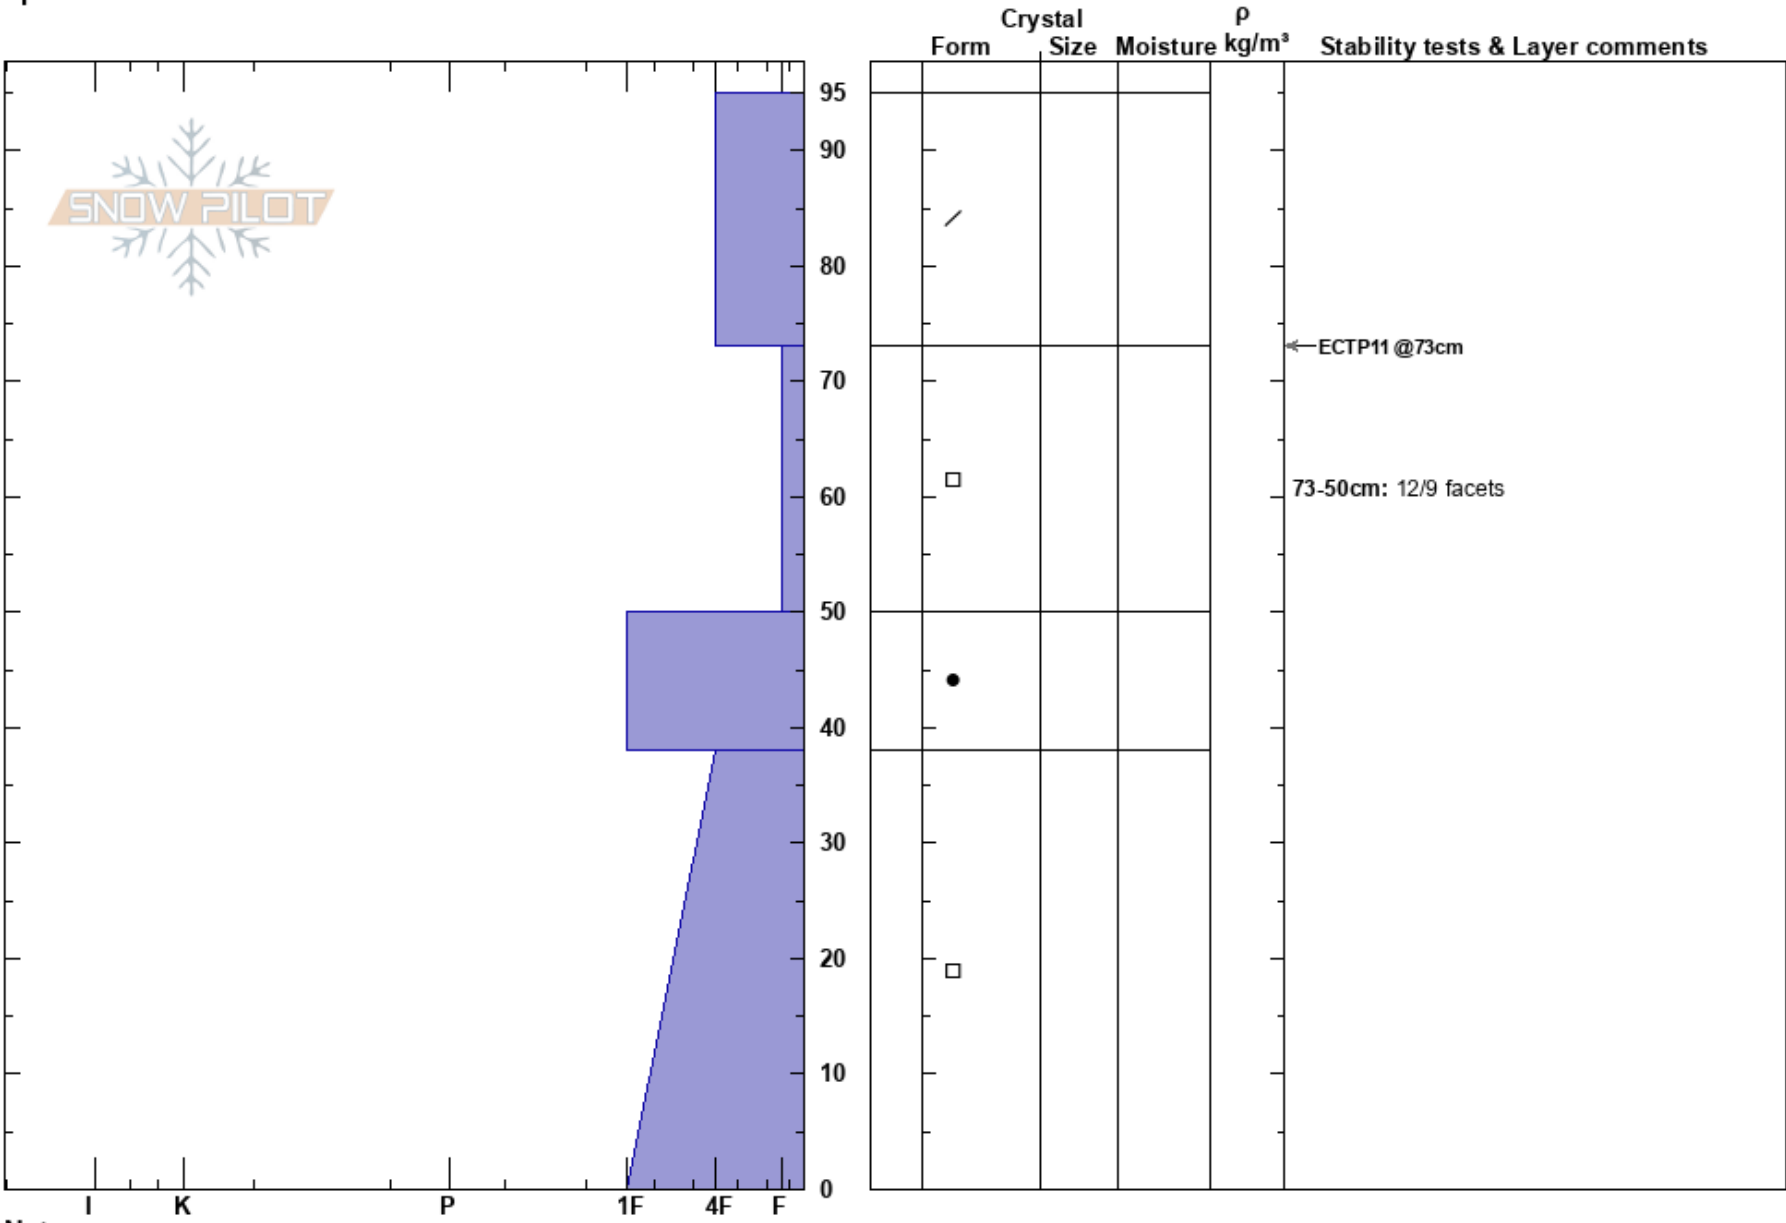 Crystal
ρ
Form Size Moisture kg/m³ Stability tests & Layer comments
95
SNOW PILOT
90
80
ECTP11 @73cm
70
73-50cm: 12/9 facets
60
50
40
30
20
10
0
I K P 1F 4F F